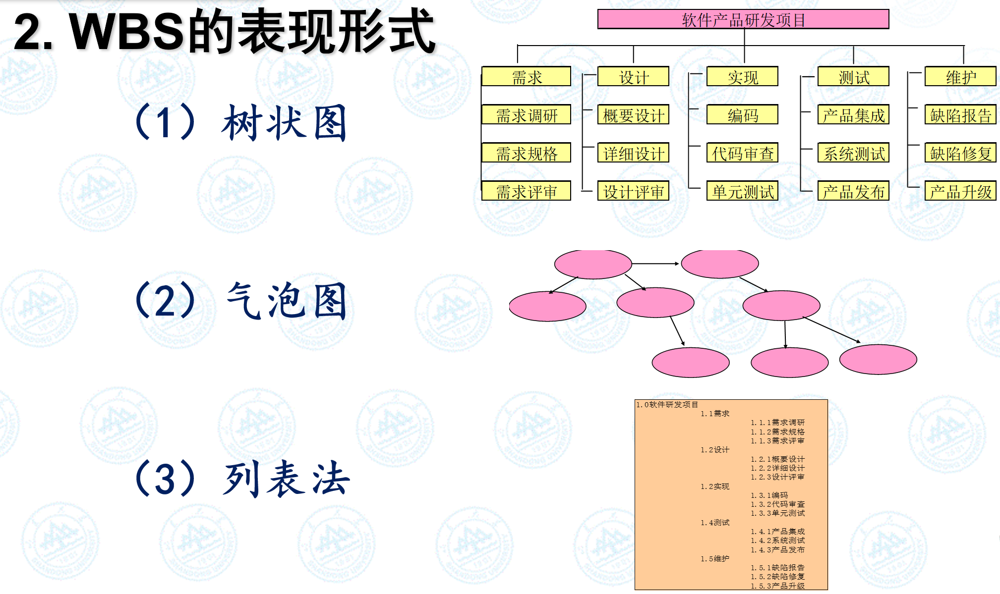 2. WBS的表现形式
（1）树状图
（2）气泡图
（3）列表法
软件产品研发项目
需求 设计 实现 测试 维护
需求调研 概要设计 编码 产品集成 缺陷报告
需求规格 详细设计 代码审查 系统测试 缺陷修复
需求评审 设计评审 单元测试 产品发布 产品升级
1.0软件研发项目
1.1需求
1.1.1需求调研
1.1.2需求规格
1.1.3需求评审
1.2设计
1.2.1概要设计
1.2.2详细设计
1.2.3设计评审
1.2实现
1.3.1编码
1.3.2代码审查
1.3.3单元测试
1.4测试
1.4.1产品集成
1.4.2系统测试
1.4.3产品发布
1.5维护
1.5.1缺陷报告
1.5.2缺陷修复
1.5.3产品升级